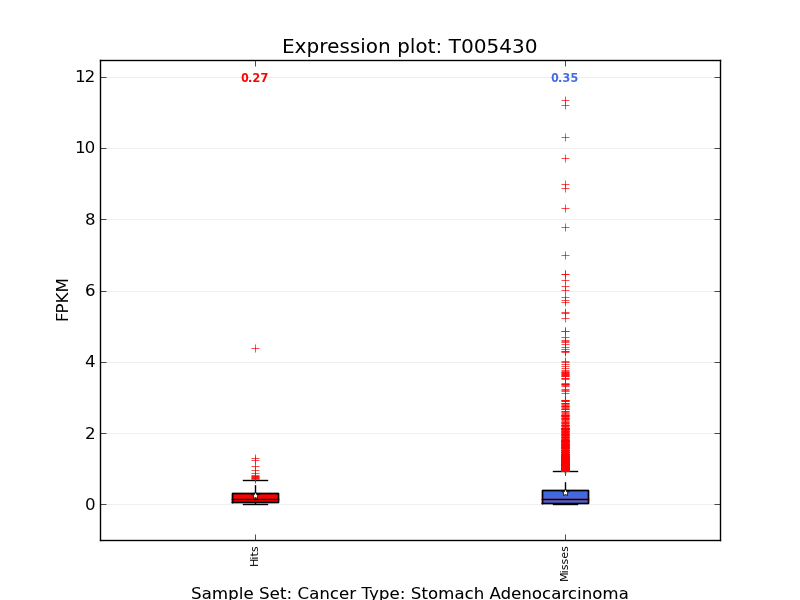 Expression plot: T005430
0.27
0.35
12
10
8
6
4
2
0
FPKM
Hits
Misses
Sample Set: Cancer Type: Stomach Adenocarcinoma